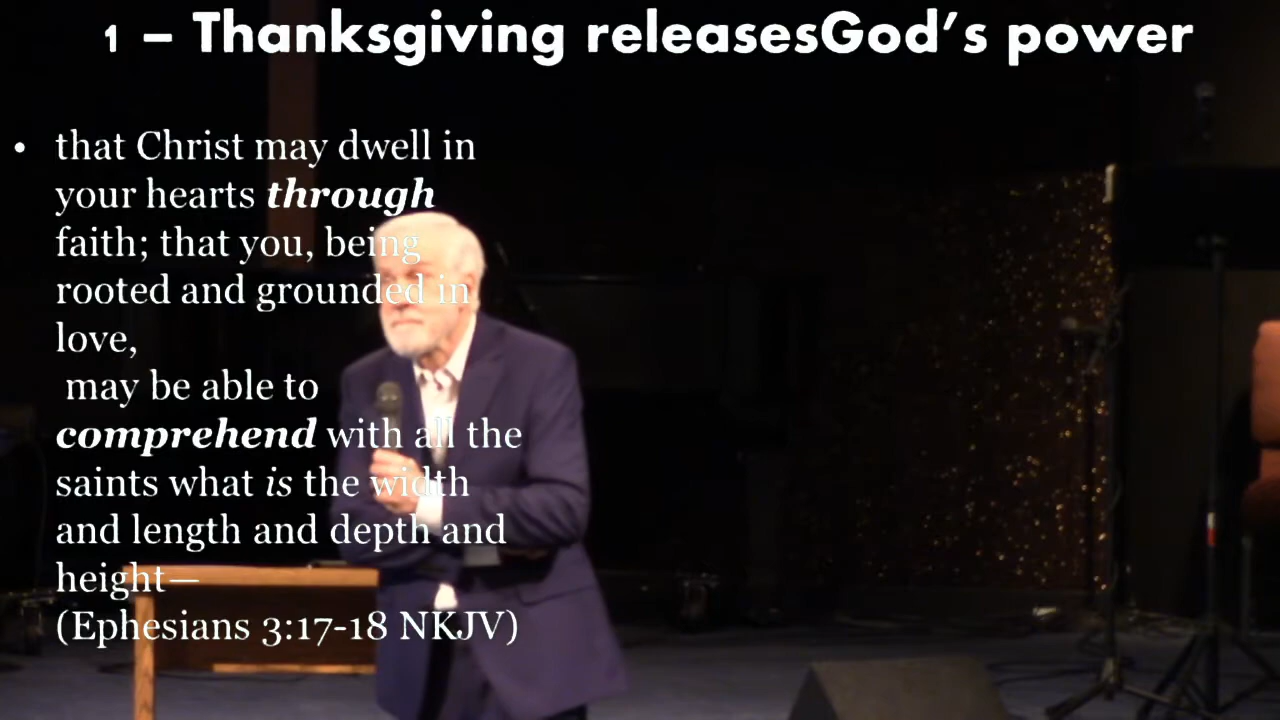 1 – Thanksgiving releasesGod's power
• that Christ may dwell in
your hearts through
faith; that you, being
rooted and grounded in
love,
may be able to
comprehend with all the
saints what is the width
and length and depth and
height—
(Ephesians 3:17-18 NKJV)